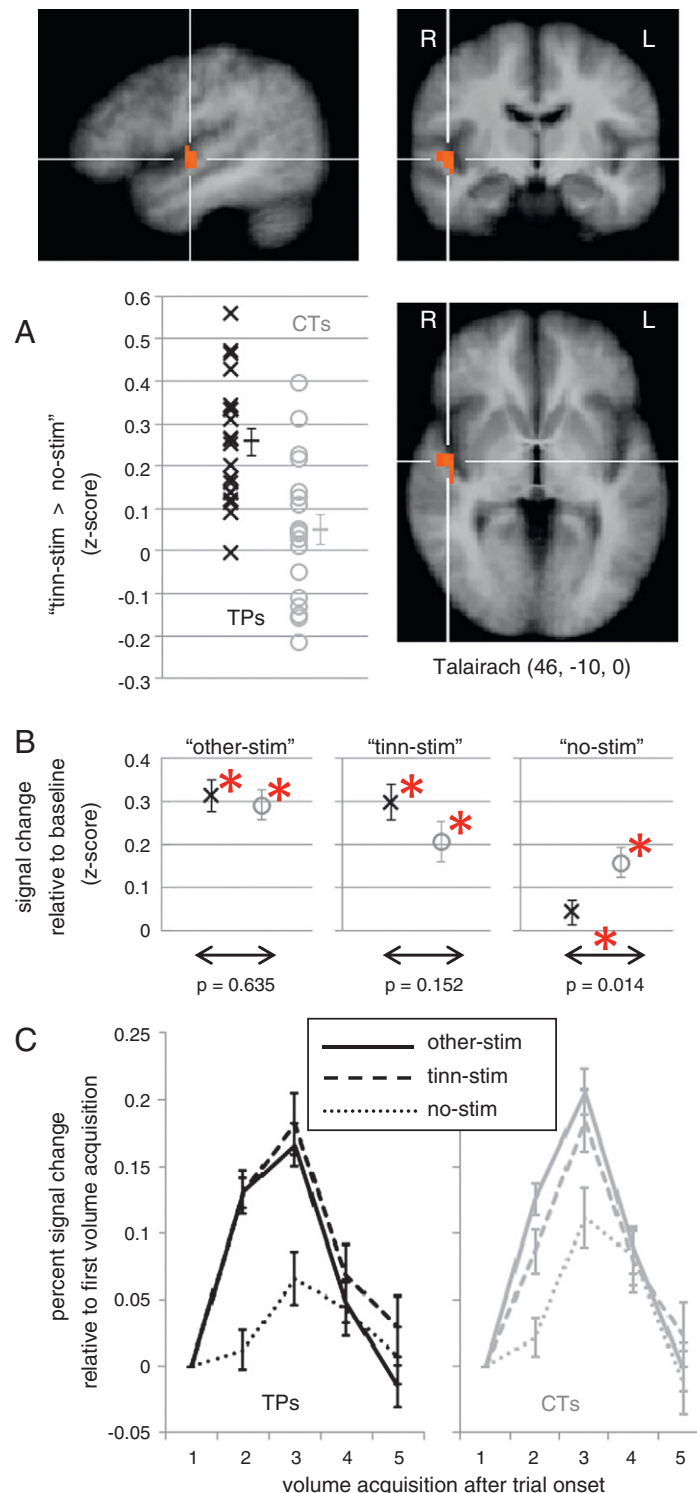 R L
A
"tinn-stim > no-stim"
(z-score)
0.6
0.5
0.4
0.3
0.2
0.1
0
-0.1
-0.2
-0.3
CTs
TPs
R L
Talairach (46, -10, 0)
B
signal change
relative to baseline
(z-score)
"other-stim" "tinn-stim" "no-stim"
0.4
0.3
0.2
0.1
0
* * * * * *
p = 0.635 p = 0.152 p = 0.014
C
percent signal change
relative to first volume acquisition
0.25
0.2
0.15
0.1
0.05
0
-0.05
other-stim
tinn-stim
no-stim
TPs CTs
1 2 3 4 5 1 2 3 4 5
volume acquisition after trial onset